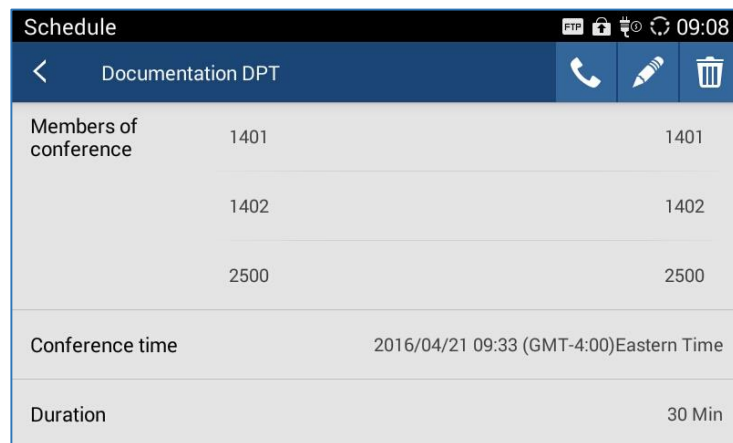 Schedule FTP 09:08
Documentation DPT
Members of
conference
1401 1401
1402 1402
2500 2500
Conference time 2016/04/21 09:33 (GMT-4:00)Eastern Time
Duration 30 Min